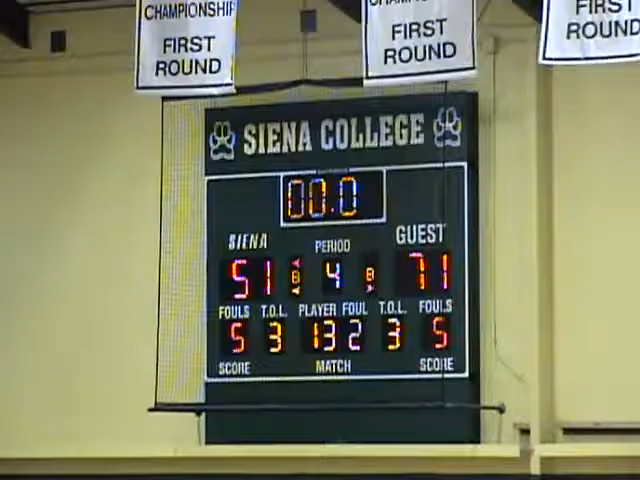 CHAMPIONSHIP
FIRST
ROUND
FIRST
ROUND
FIRST
ROUND
SIENA COLLEGE
00.0
SIENA PERIOD GUEST
51 B 4 B 71
FOULS T.O.L. PLAYER FOUL T.O.L. FOULS
5 3 13 2 3 5
SCORE MATCH SCORE